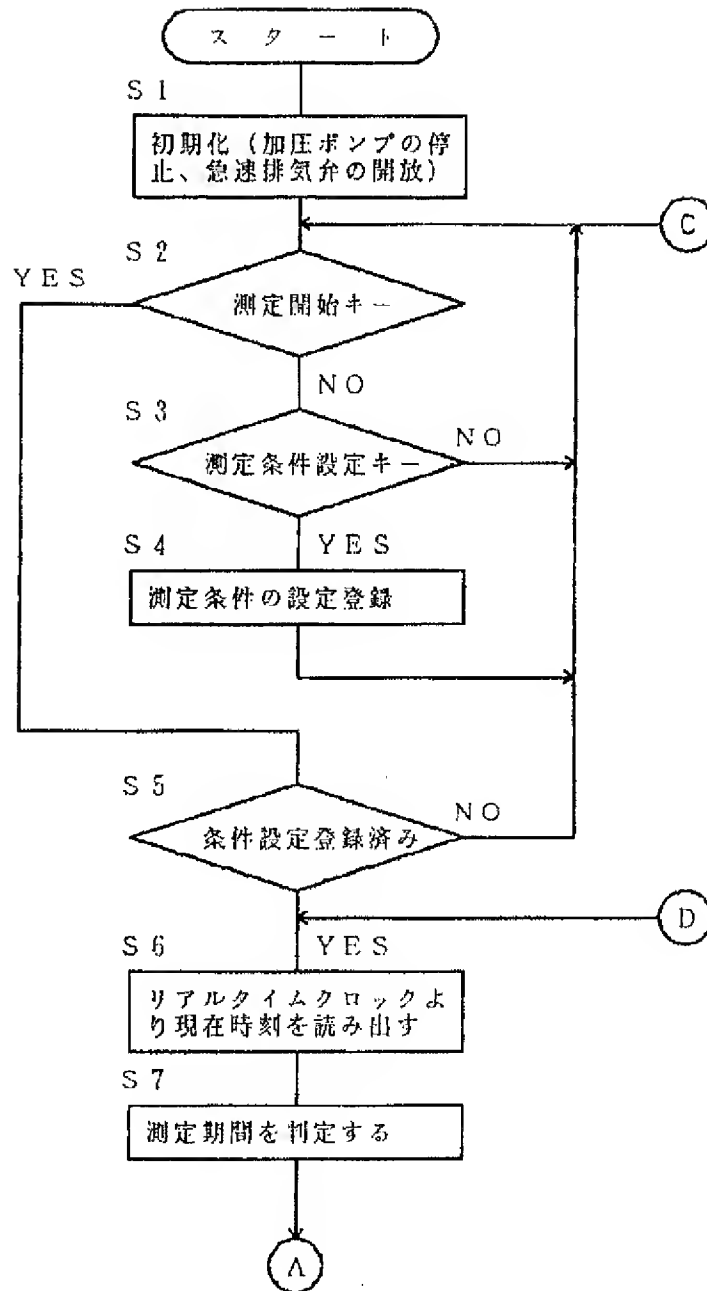 スタート
S1
初期化（加圧ポンプの停
止、急速排気弁の開放）
C
S2
YES
測定開始キー
NO
S3
NO
測定条件設定キー
S4
YES
測定条件の設定登録
S5
NO
条件設定登録済み
D
S6
YES
リアルタイムクロックよ
り現在時刻を読み出す
S7
測定期間を判定する
A